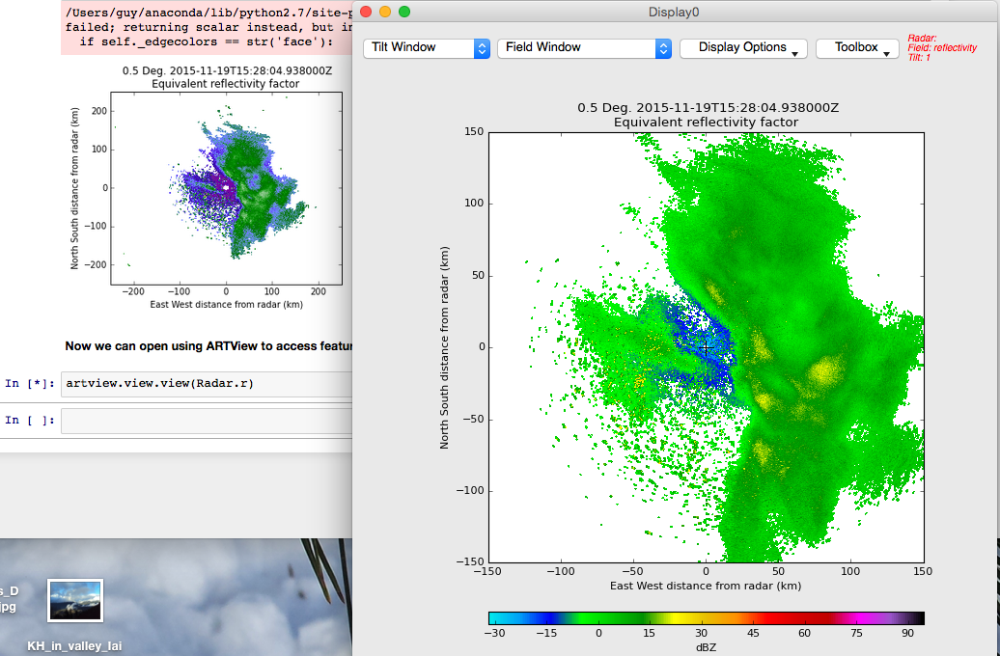 /Users/guy/anaconda/lib/python2.7/site-p
failed; returning scalar instead, but in
if self._edgecolors == str('face'):
0.5 Deg. 2015-11-19T15:28:04.938000Z
Equivalent reflectivity factor
North South distance from radar (km)
200
100
0
−100
−200
−200
−100
0
100
200
East West distance from radar (km)
Now we can open using ARTView to access featur
In [*]:
artview.view.view(Radar.r)
In [ ]:
s_D
jpg
KH_in_valley_lai
Display0
Tilt Window
Field Window
Display Options
Toolbox
Radar:
Field: reflectivity
Tilt: 1
0.5 Deg. 2015-11-19T15:28:04.938000Z
Equivalent reflectivity factor
North South distance from radar (km)
150
100
50
0
−50
−100
−150
−150
−100
−50
0
50
100
150
East West distance from radar (km)
−30
−15
0
15
30
45
60
75
90
dBZ